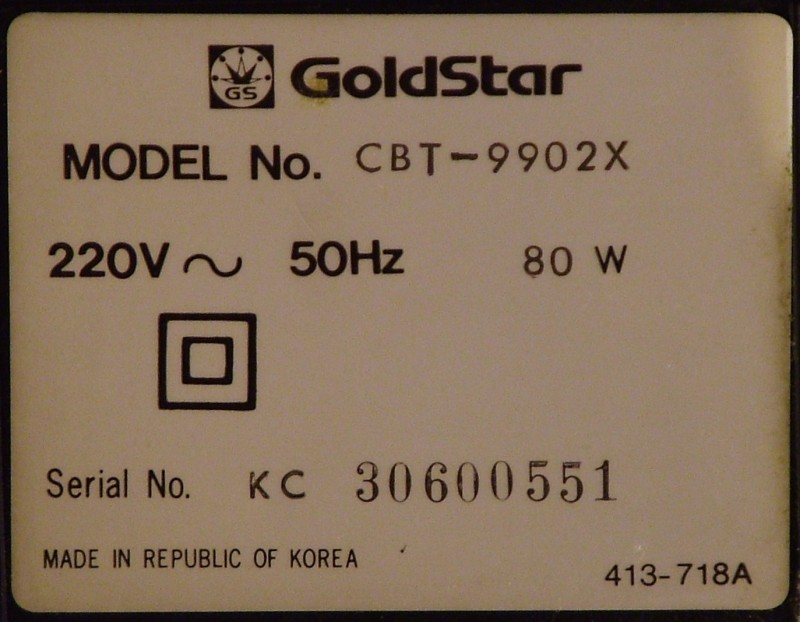 GS GoldStar
MODEL No. CBT-9902X
220V ~ 50Hz 80 W
Serial No. KC 30600551
MADE IN REPUBLIC OF KOREA
413-718A